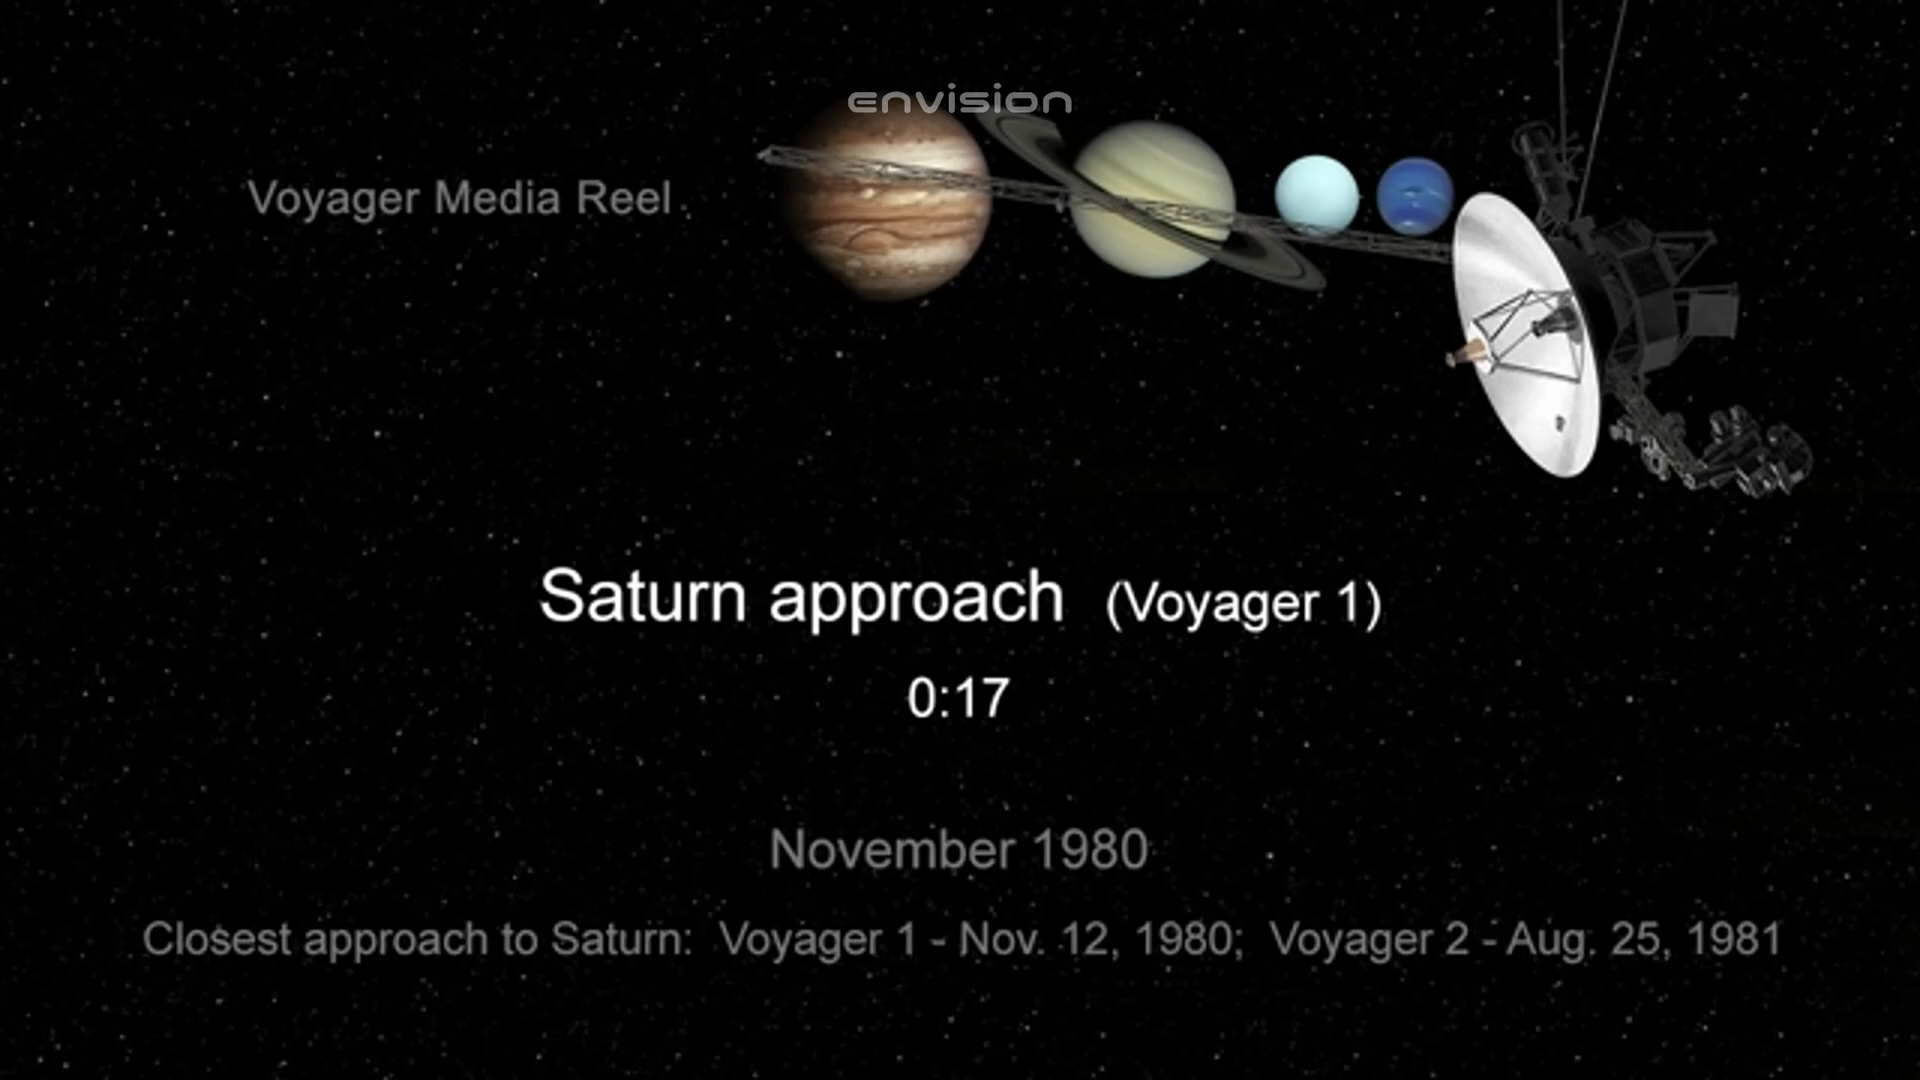 envision
Voyager Media Reel
Saturn approach (Voyager 1)
0:17
November 1980
Closest approach to Saturn: Voyager 1 - Nov. 12, 1980; Voyager 2 - Aug. 25, 1981